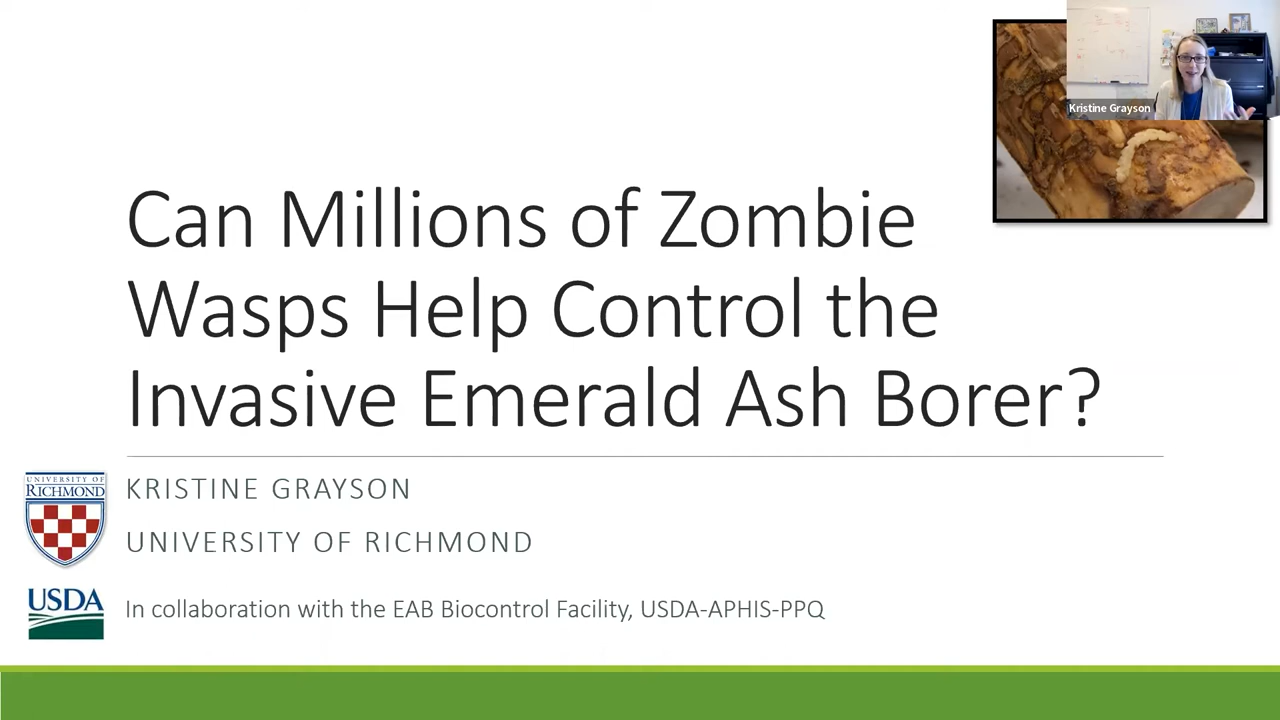 Kristine Grayson
Can Millions of Zombie
Wasps Help Control the
Invasive Emerald Ash Borer?
UNIVERSITY OF
RICHMOND
KRISTINE GRAYSON
UNIVERSITY OF RICHMOND
USDA
In collaboration with the EAB Biocontrol Facility, USDA-APHIS-PPQ